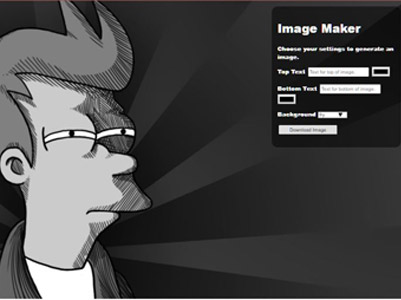 Image Maker
Choose your settings to generate an
image.
Top Text Text for top of image
Bottom Text Text for bottom of image
Background
Download Image